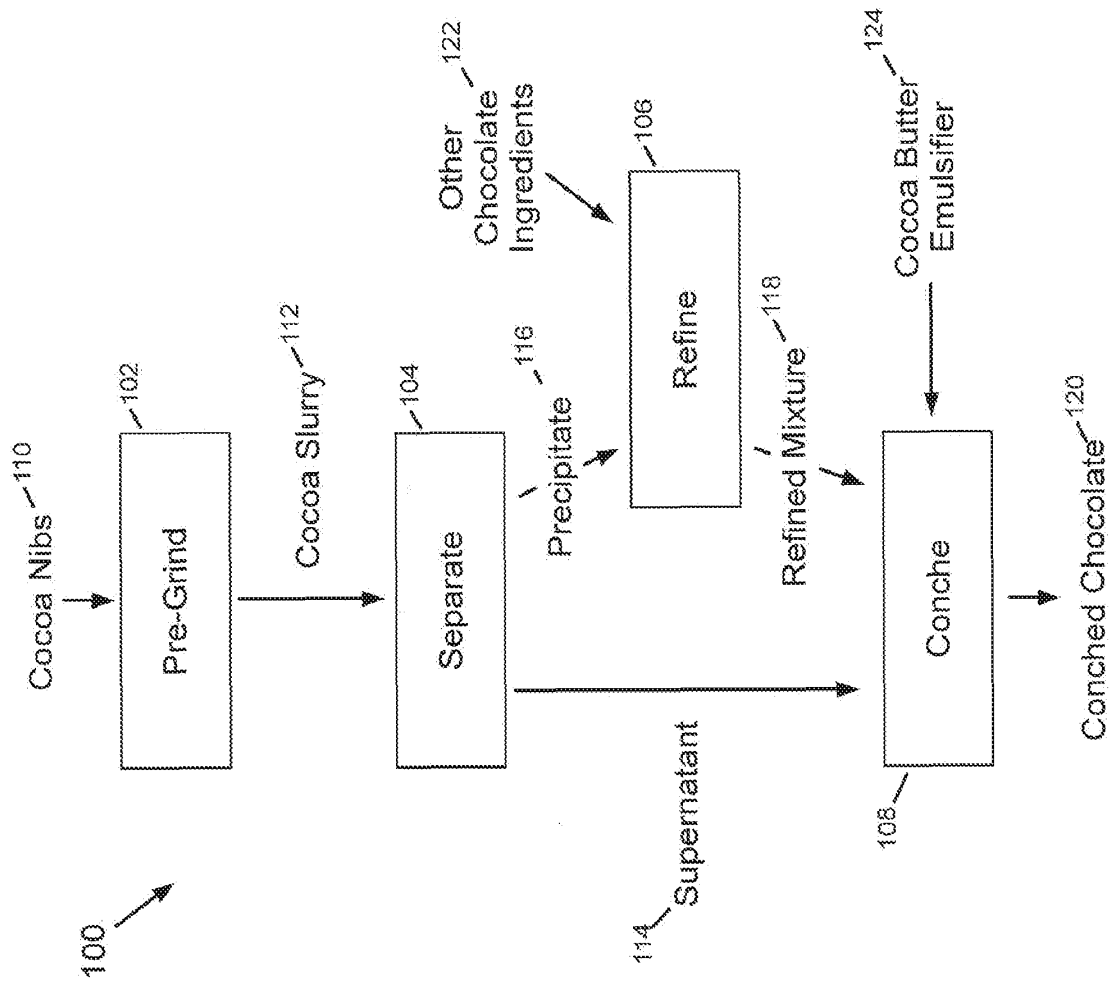 100
Cocoa Nibs 110
Pre-Grind
102
Cocoa Slurry 112
Separate
104
114
Supernatant
Precipitate 116
Other
Chocolate
Ingredients
122
Refine
106
Refined Mixture 118
Conche
108
Cocoa Butter
Emulsifier
124
Conched Chocolate 120